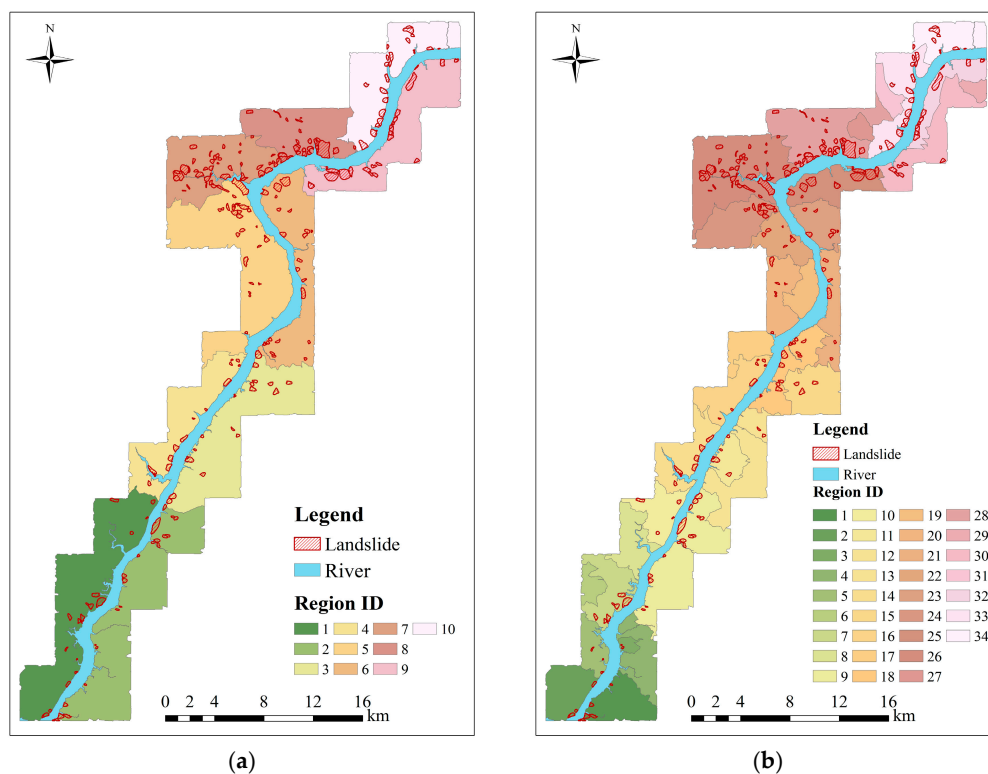 N
Legend
Landslide
River
Region ID
1 4 7 10
2 5 8
3 6 9
0 4 8 12 16
km
(a)
N
Legend
Landslide
River
Region ID
1 10 19 28
2 11 20 29
3 12 21 30
4 13 22 31
5 14 23 32
6 15 24 33
7 16 25 34
8 17 26
9 18 27
0 4 8 12 16
km
(b)